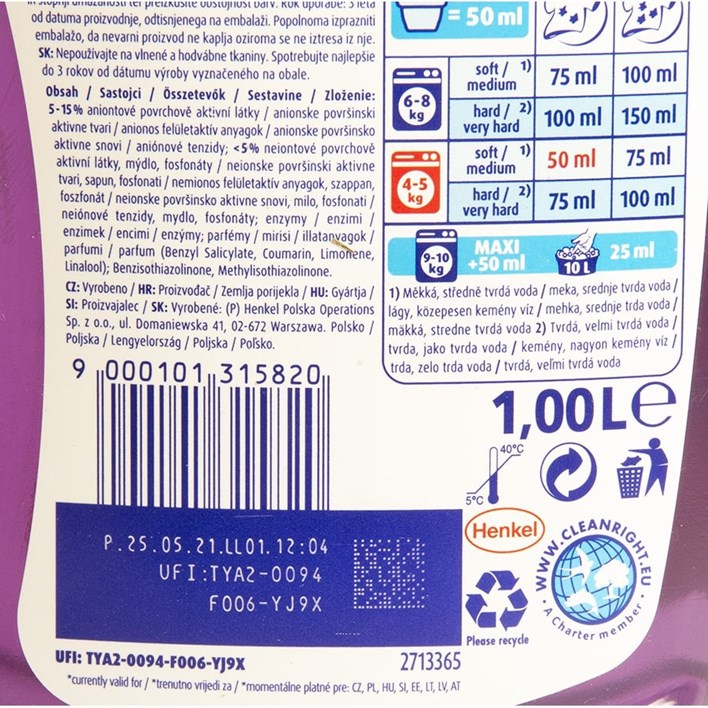 od datuma proizvodnje, odtisnjenega na embalaži. Popolnoma izprazniti
embalažo, da nevarni proizvod ne kaplja oziroma se ne iztresa iz nje.
SK: Nepoužívajte na vlnené a hodvábne tkaniny. Spotrebujte najlepšie
do 3 rokov od dátumu výroby vyznačeného na obale.
Obsah / Sastojci / Összetevők / Sestavine / Zloženie:
5-15% aniontové povrchově aktivní látky / anionske površinski
aktivne tvari / anionos felületaktív anyagok / anionske površinsko
aktivne snovi / aniónové tenzidy; <5% neiontové povrchově
aktivní látky, mýdlo, fosfonáty / neionske površinski aktivne
tvari, sapun, fosfonati / nemionos felületaktív anyagok, szappan,
foszfonát / neionske površinsko aktivne snovi, milo, fosfonati /
neiónové tenzidy, mydlo, fosfonáty; enzymy / enzimi /
enzimek / encimi / enzýmy; parfémy / mirisi / illatanyagok /
parfumi / parfum (Benzyl Salicylate, Coumarin, Limonene,
Linalool); Benzisothiazolinone, Methylisothiazolinone.
CZ: Vyrobeno / HR: Proizvođač / Zemlja porijekla / HU: Gyártja /
SI: Proizvajalec / SK: Vyrobené: (P) Henkel Polska Operations
Sp. z o.o., ul. Domaniewska 41, 02-672 Warszawa. Polsko /
Poljska / Lengyelország / Poljska / Poľsko.
9 000101 315820
P.25.05.21.LL01.12:04
UFI:TYA2-0094
F006-YJ9X
UFI: TYA2-0094-F006-YJ9X
2713365
*currently valid for / *trenutno vrijedi za / *momentálne platné pre: CZ, PL, HU, SI, EE, LT, LV, AT
= 50 ml
6-8 kg
soft / medium 1) 75 ml 100 ml
hard / very hard 2) 100 ml 150 ml
4-5 kg
soft / medium 1) 50 ml 75 ml
hard / very hard 2) 75 ml 100 ml
9-10 kg
MAXI
+50 ml
10 L
25 ml
1) Měkká, středně tvrdá voda / meka, srednje tvrda voda /
lágy, közepesen kemény víz / mehka, srednje trda voda /
mäkká, stredne tvrdá voda 2) Tvrdá, velmi tvrdá voda /
tvrda, jako tvrda voda / kemény, nagyon kemény víz /
trda, zelo trda voda / tvrdá, veľmi tvrdá voda
1,00L℮
40°C
5°C
Henkel
WWW.CLEANRIGHT.EU
• A Charter member •
Please recycle